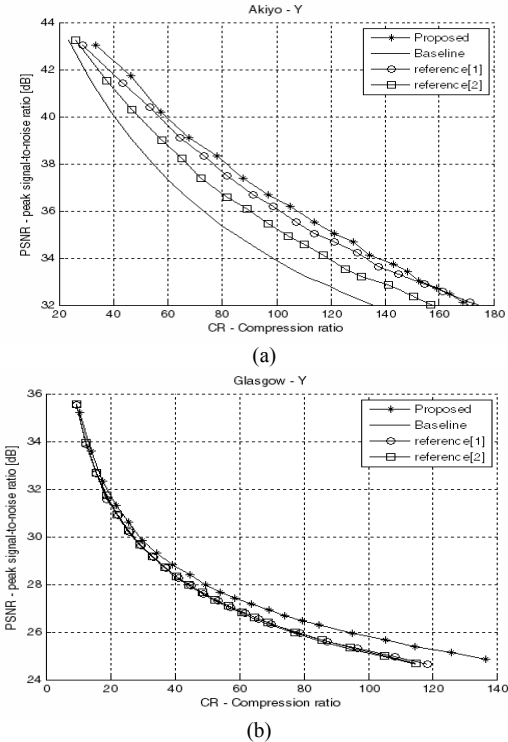 Akiyo - Y
44
42
40
38
36
34
32
PSNR - peak signal-to-noise ratio [dB]
Proposed
Baseline
reference[1]
reference[2]
20 40 60 80 100 120 140 160 180
CR - Compression ratio
(a)
Glasgow - Y
36
34
32
30
28
26
24
PSNR - peak signal-to-noise ratio [dB]
Proposed
Baseline
reference[1]
reference[2]
0 20 40 60 80 100 120 140
CR - Compression ratio
(b)